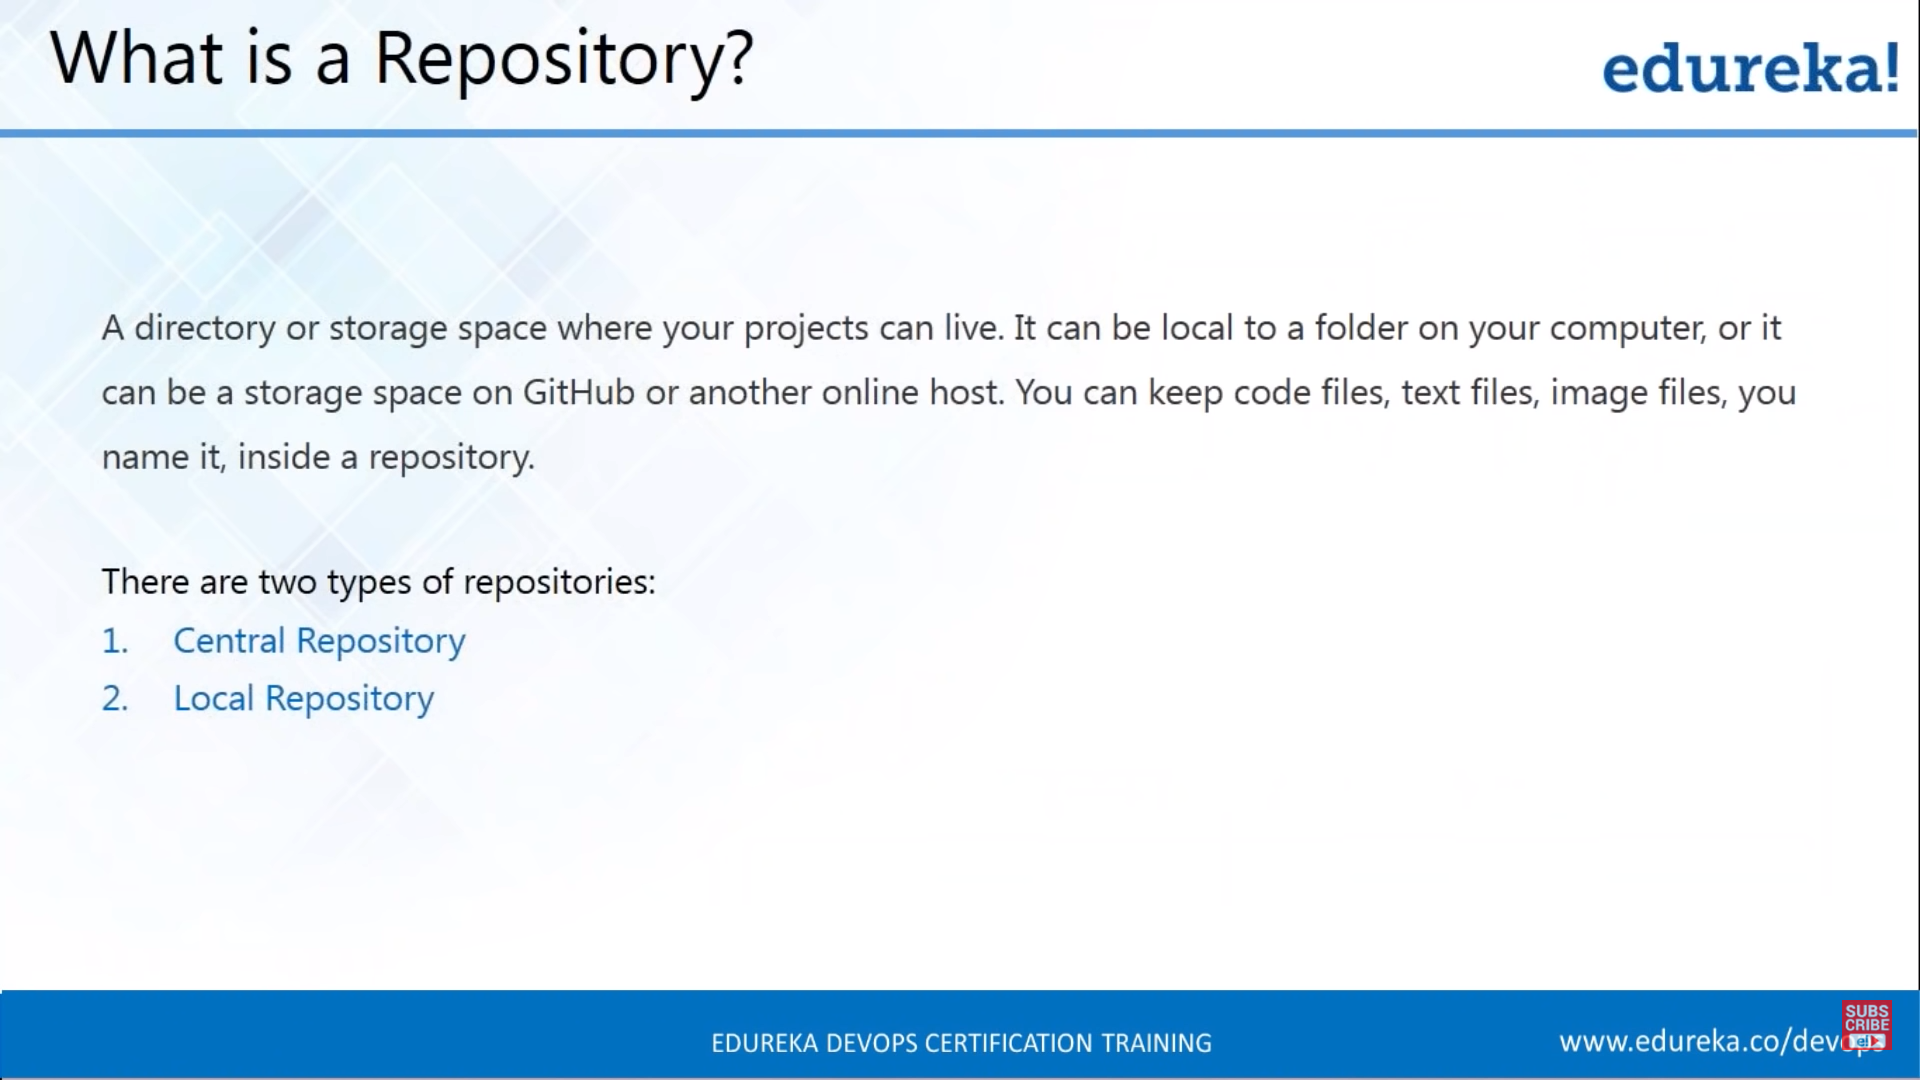 What is a Repository?
edureka!
A directory or storage space where your projects can live. It can be local to a folder on your computer, or it
can be a storage space on GitHub or another online host. You can keep code files, text files, image files, you
name it, inside a repository.
There are two types of repositories:
1. Central Repository
2. Local Repository
EDUREKA DEVOPS CERTIFICATION TRAINING
www.edureka.co/devops
SUBS
CRIBE
e!